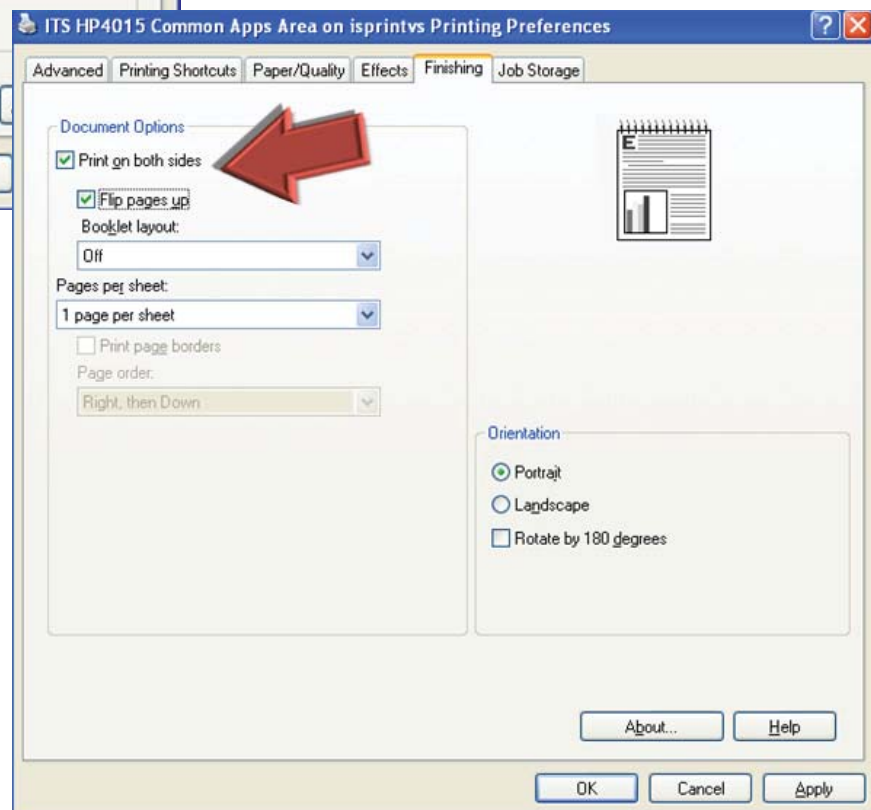 ITS HP4015 Common Apps Area on isprintvs Printing Preferences
Advanced Printing Shortcuts Paper/Quality Effects Finishing Job Storage
Document Options
Print on both sides
Flip pages up
Booklet layout:
Off
Pages per sheet:
1 page per sheet
Print page borders
Page order:
Right, then Down
E
Orientation
Portrait
Landscape
Rotate by 180 degrees
About... Help
OK Cancel Apply